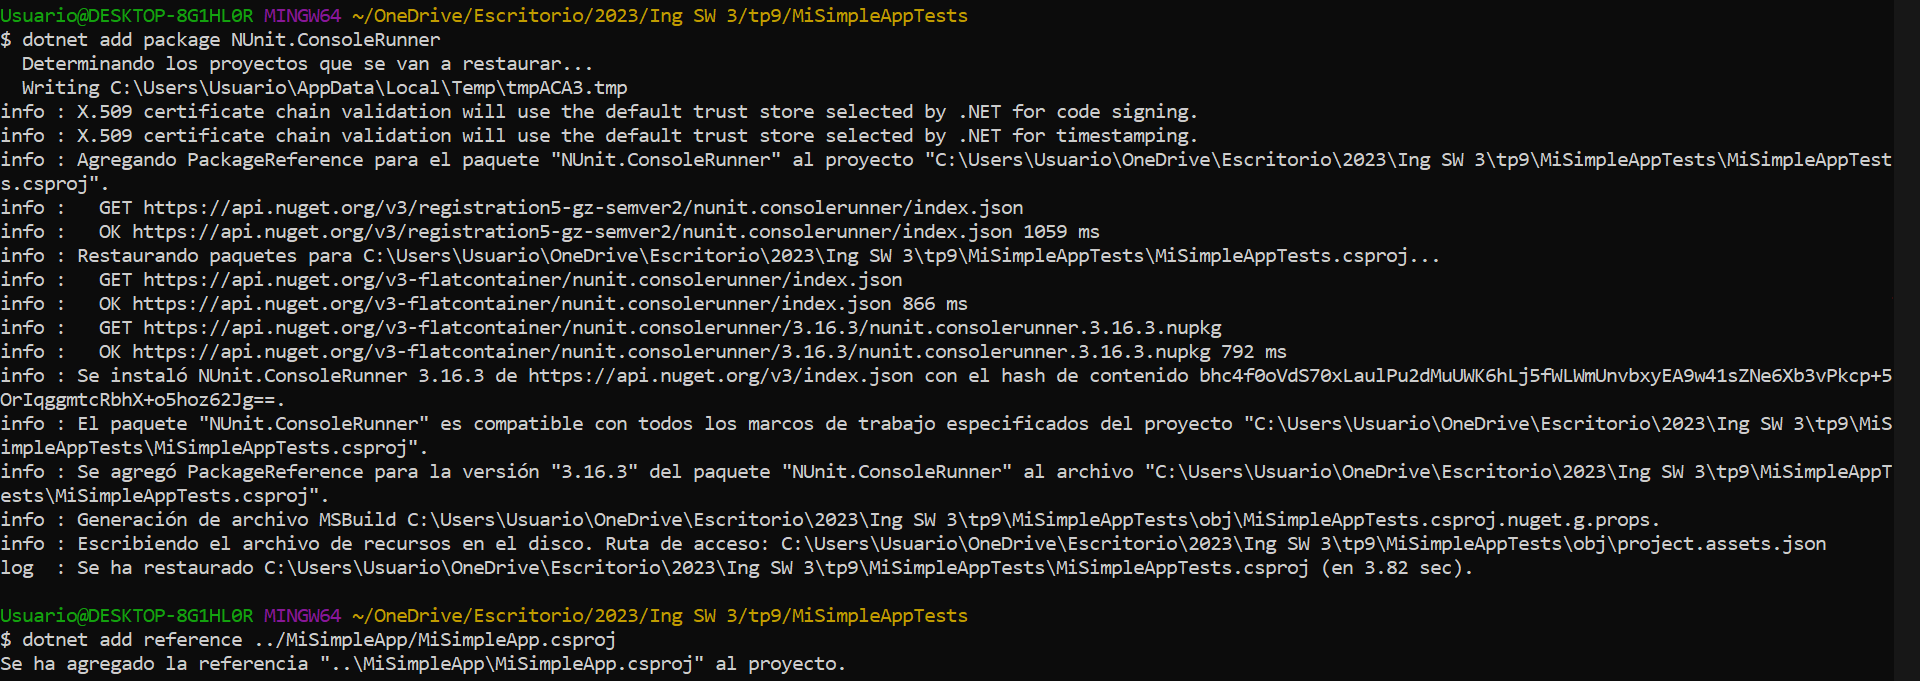 Usuario@DESKTOP-8G1HL0R MINGW64 ~/OneDrive/Escritorio/2023/Ing SW 3/tp9/MiSimpleAppTests
$ dotnet add package NUnit.ConsoleRunner
  Determinando los proyectos que se van a restaurar...
  Writing C:\Users\Usuario\AppData\Local\Temp\tmpACA3.tmp
info : X.509 certificate chain validation will use the default trust store selected by .NET for code signing.
info : X.509 certificate chain validation will use the default trust store selected by .NET for timestamping.
info : Agregando PackageReference para el paquete "NUnit.ConsoleRunner" al proyecto "C:\Users\Usuario\OneDrive\Escritorio\2023\Ing SW 3\tp9\MiSimpleAppTests\MiSimpleAppTest
s.csproj".
info :   GET https://api.nuget.org/v3/registration5-gz-semver2/nunit.consolerunner/index.json
info :   OK https://api.nuget.org/v3/registration5-gz-semver2/nunit.consolerunner/index.json 1059 ms
info : Restaurando paquetes para C:\Users\Usuario\OneDrive\Escritorio\2023\Ing SW 3\tp9\MiSimpleAppTests\MiSimpleAppTests.csproj...
info :   GET https://api.nuget.org/v3-flatcontainer/nunit.consolerunner/index.json
info :   OK https://api.nuget.org/v3-flatcontainer/nunit.consolerunner/index.json 866 ms
info :   GET https://api.nuget.org/v3-flatcontainer/nunit.consolerunner/3.16.3/nunit.consolerunner.3.16.3.nupkg
info :   OK https://api.nuget.org/v3-flatcontainer/nunit.consolerunner/3.16.3/nunit.consolerunner.3.16.3.nupkg 792 ms
info : Se instaló NUnit.ConsoleRunner 3.16.3 de https://api.nuget.org/v3/index.json con el hash de contenido bhc4f0oVdS70xLaulPu2dMuUWK6hLj5fWLWmUnvbxyEA9w41sZNe6Xb3vPkcp+5
OrIqggmtcRbhX+o5hoz62Jg==.
info : El paquete "NUnit.ConsoleRunner" es compatible con todos los marcos de trabajo especificados del proyecto "C:\Users\Usuario\OneDrive\Escritorio\2023\Ing SW 3\tp9\MiS
impleAppTests\MiSimpleAppTests.csproj".
info : Se agregó PackageReference para la versión "3.16.3" del paquete "NUnit.ConsoleRunner" al archivo "C:\Users\Usuario\OneDrive\Escritorio\2023\Ing SW 3\tp9\MiSimpleAppT
ests\MiSimpleAppTests.csproj".
info : Generación de archivo MSBuild C:\Users\Usuario\OneDrive\Escritorio\2023\Ing SW 3\tp9\MiSimpleAppTests\obj\MiSimpleAppTests.csproj.nuget.g.props.
info : Escribiendo el archivo de recursos en el disco. Ruta de acceso: C:\Users\Usuario\OneDrive\Escritorio\2023\Ing SW 3\tp9\MiSimpleAppTests\obj\project.assets.json
log  : Se ha restaurado C:\Users\Usuario\OneDrive\Escritorio\2023\Ing SW 3\tp9\MiSimpleAppTests\MiSimpleAppTests.csproj (en 3.82 sec).

Usuario@DESKTOP-8G1HL0R MINGW64 ~/OneDrive/Escritorio/2023/Ing SW 3/tp9/MiSimpleAppTests
$ dotnet add reference ../MiSimpleApp/MiSimpleApp.csproj
Se ha agregado la referencia "..\MiSimpleApp\MiSimpleApp.csproj" al proyecto.